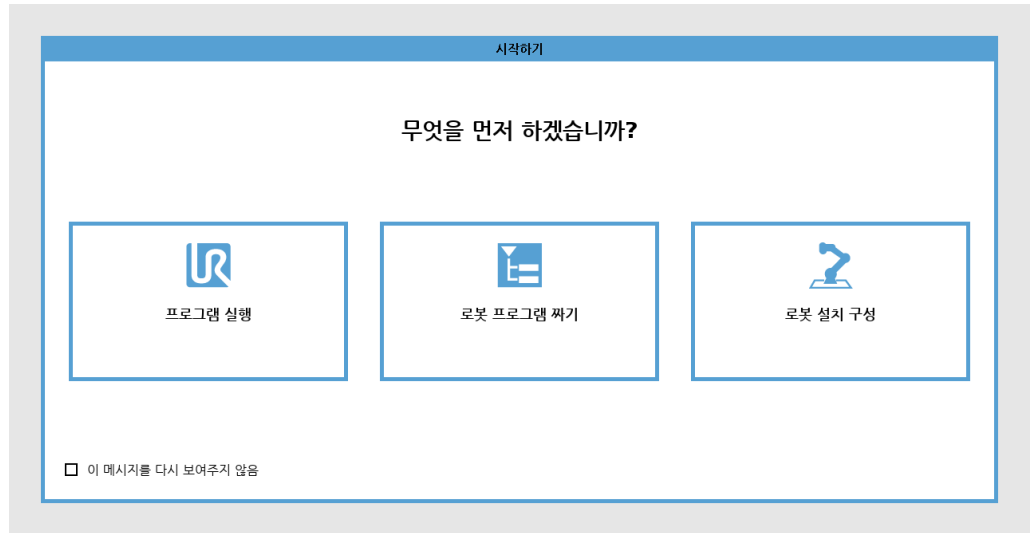 시작하기
무엇을 먼저 하겠습니까?
UR
프로그램 실행
로봇 프로그램 짜기
로봇 설치 구성
이 메시지를 다시 보여주지 않음